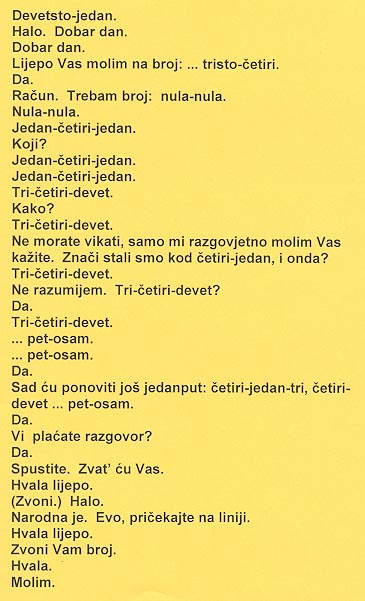 Devetsto-jedan.
Halo.  Dobar dan.
Dobar dan.
Lijepo Vas molim na broj: ... tristo-četiri.
Da.
Račun.  Trebam broj:  nula-nula.
Nula-nula.
Jedan-četiri-jedan.
Koji?
Jedan-četiri-jedan.
Jedan-četiri-jedan.
Tri-četiri-devet.
Kako?
Tri-četiri-devet.
Ne morate vikati, samo mi razgovjetno molim Vas
kažite.  Znači stali smo kod četiri-jedan, i onda?
Tri-četiri-devet.
Ne razumijem.  Tri-četiri-devet?
Da.
Tri-četiri-devet.
... pet-osam.
... pet-osam.
Da.
Sad ću ponoviti još jedanput: četiri-jedan-tri, četiri-
devet ... pet-osam.
Da.
Vi  plaćate razgovor?
Da.
Spustite.  Zvat' ću Vas.
Hvala lijepo.
(Zvoni.)  Halo.
Narodna je.  Evo, pričekajte na liniji.
Hvala lijepo.
Zvoni Vam broj.
Hvala.
Molim.